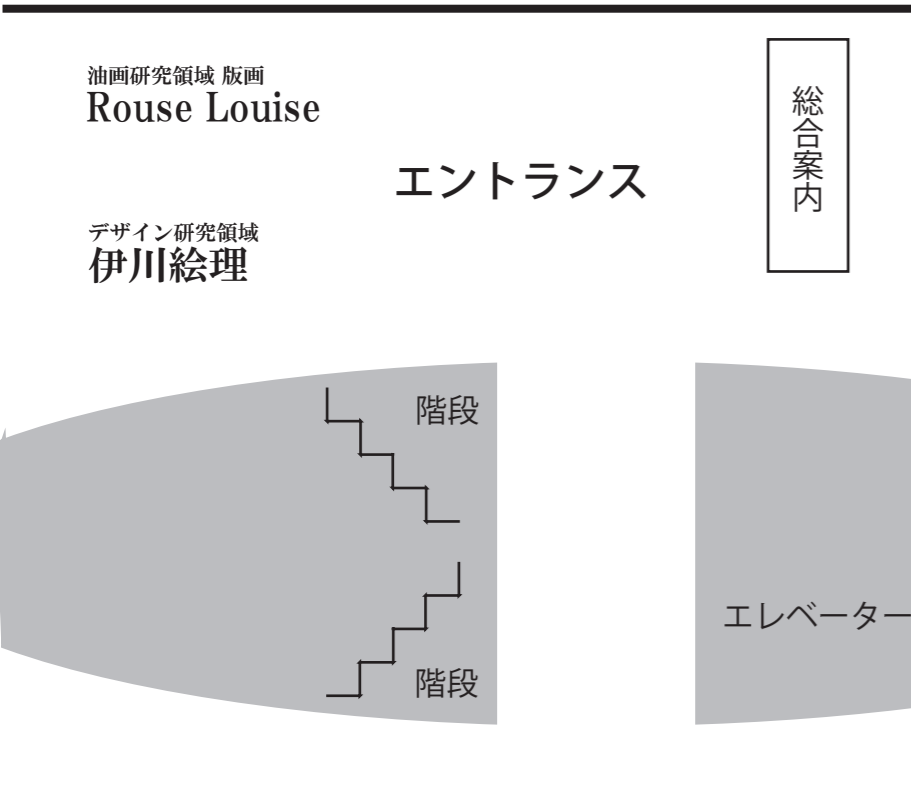 油画研究領域 版画
Rouse Louise
総合案内
エントランス
デザイン研究領域
伊川絵理
階段
エレベーター
階段